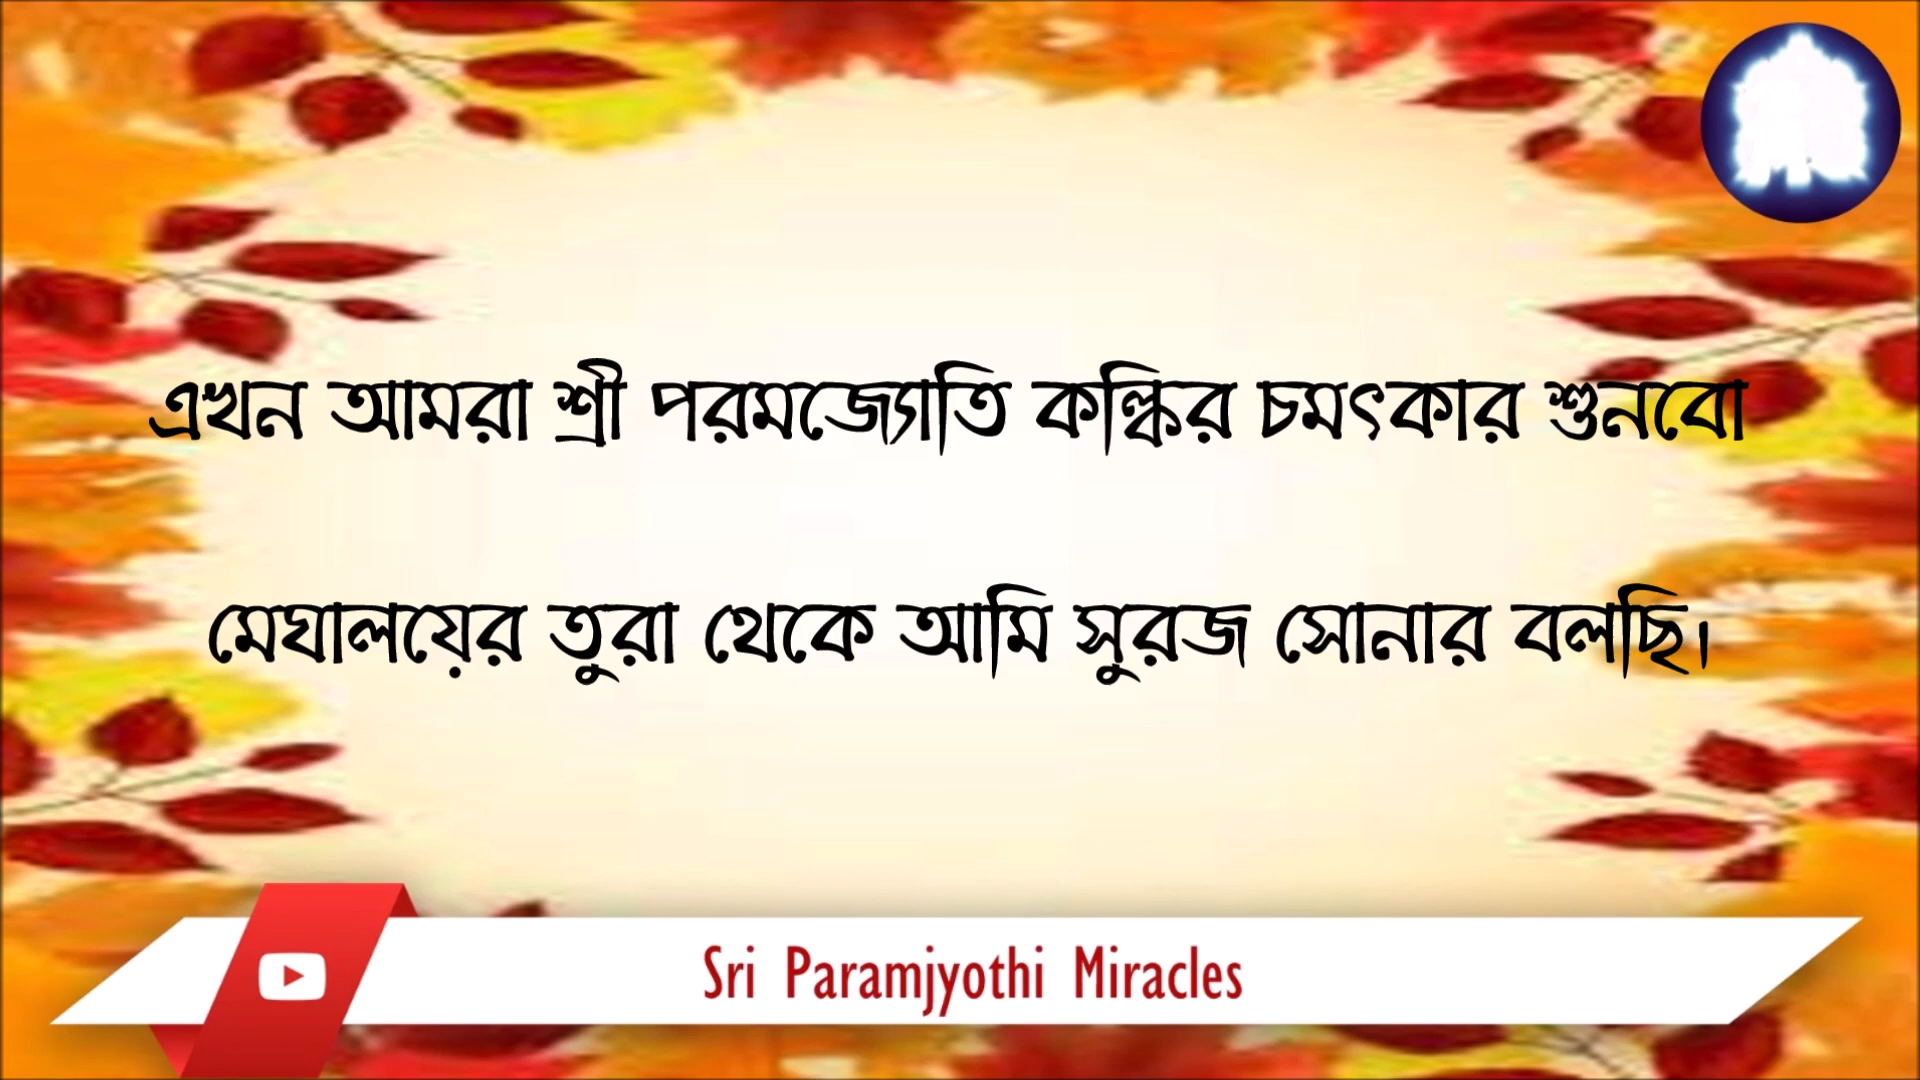 এখন আমরা শ্রী পরমজ্যোতি কল্কির চমৎকার শুনবো
মেঘালয়ের তুরা থেকে আমি সুরজ সোনার বলছি।
Sri Paramjyothi Miracles